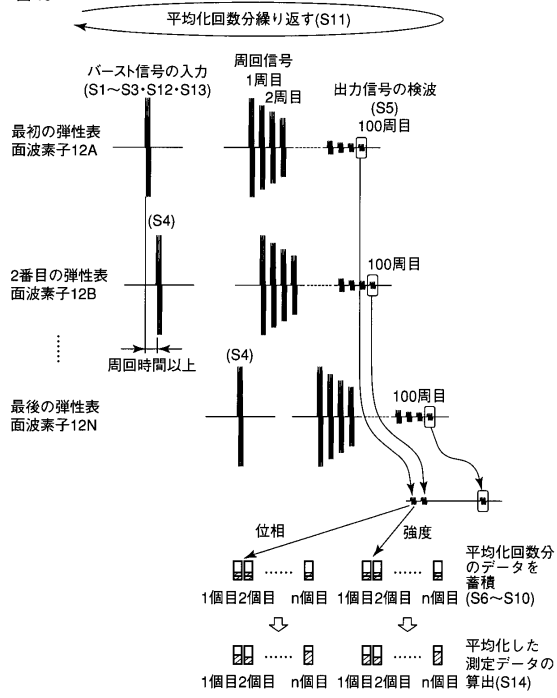 平均化回数分繰り返す(S11)
バースト信号の入力
(S1～S3・S12・S13)
周回信号
1周目
2周目
出力信号の検波
(S5)
100周目
最初の弾性表
面波素子12A
(S4)
100周目
2番目の弾性表
面波素子12B
周回時間以上
(S4)
100周目
最後の弾性表
面波素子12N
位相
強度
平均化回数分
のデータを
蓄積
(S6～S10)
1個目2個目 n個目 1個目2個目 n個目
平均化した
測定データの
算出(S14)
1個目2個目 n個目 1個目2個目 n個目